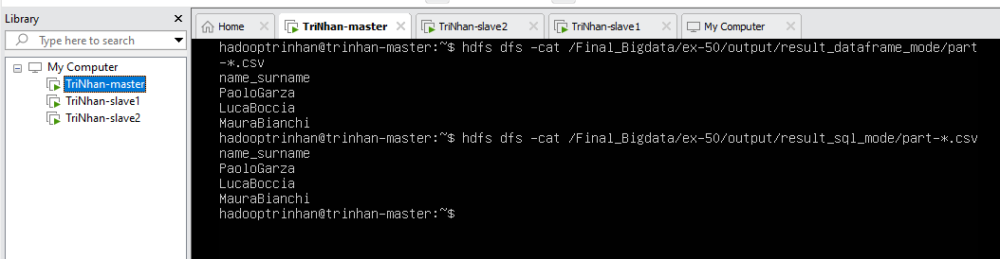 Library
Type here to search
My Computer
TriNhan-master
TriNhan-slave1
TriNhan-slave2
Home
TriNhan-master
TriNhan-slave2
TriNhan-slave1
My Computer
hadooptrinhan@trinhan-master:~$ hdfs dfs -cat /Final_Bigdata/ex-50/output/result_dataframe_mode/part
-*.csv
name_surname
PaoloGarza
LucaBoccia
MauraBianchi
hadooptrinhan@trinhan-master:~$ hdfs dfs -cat /Final_Bigdata/ex-50/output/result_sql_mode/part-*.csv
name_surname
PaoloGarza
LucaBoccia
MauraBianchi
hadooptrinhan@trinhan-master:~$